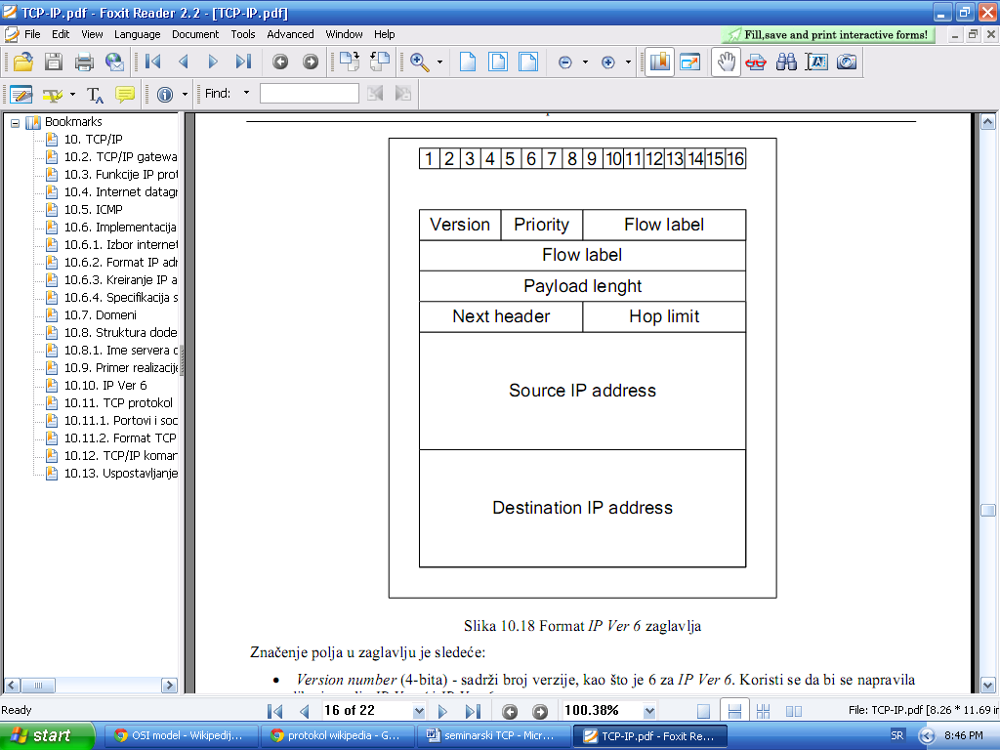 TCP-IP.pdf - Foxit Reader 2.2 - [TCP-IP.pdf]
File Edit View Language Document Tools Advanced Window Help
Fill,save and print interactive forms!
Find:
Bookmarks
10. TCP/IP
10.2. TCP/IP gatewa
10.3. Funkcije IP prot
10.4. Internet datagr
10.5. ICMP
10.6. Implementacija
10.6.1. Izbor internet
10.6.2. Format IP adr
10.6.3. Kreiranje IP a
10.6.4. Specifikacija s
10.7. Domeni
10.8. Struktura dode
10.8.1. Ime servera c
10.9. Primer realizacije
10.10. IP Ver 6
10.11. TCP protokol
10.11.1. Portovi i soc
10.11.2. Format TCP
10.12. TCP/IP komar
10.13. Uspostavljanje
1 2 3 4 5 6 7 8 9 10 11 12 13 14 15 16
Version Priority Flow label
Flow label
Payload lenght
Next header Hop limit
Source IP address
Destination IP address
Slika 10.18 Format IP Ver 6 zaglavlja
Značenje polja u zaglavlju je sledeće:
• Version number (4-bita) - sadrži broj verzije, kao što je 6 za IP Ver 6. Koristi se da bi se napravila
Ready
16 of 22
100.38%
File: TCP-IP.pdf [8.26 * 11.69 ir
start
OSI model - Wikipedij...
protokol wikipedia - G...
seminarski TCP - Micr...
TCP-IP.pdf - Foxit Re...
SR
8:46 PM